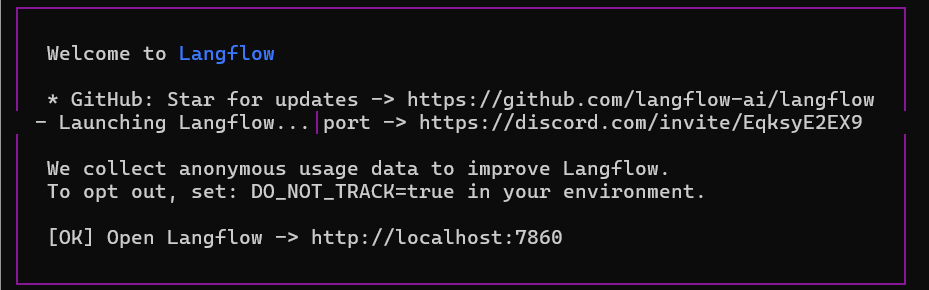 Welcome to Langflow
* GitHub: Star for updates -> https://github.com/langflow-ai/langflow
- Launching Langflow... port -> https://discord.com/invite/EqksyE2EX9
We collect anonymous usage data to improve Langflow.
To opt out, set: DO_NOT_TRACK=true in your environment.
[OK] Open Langflow -> http://localhost:7860